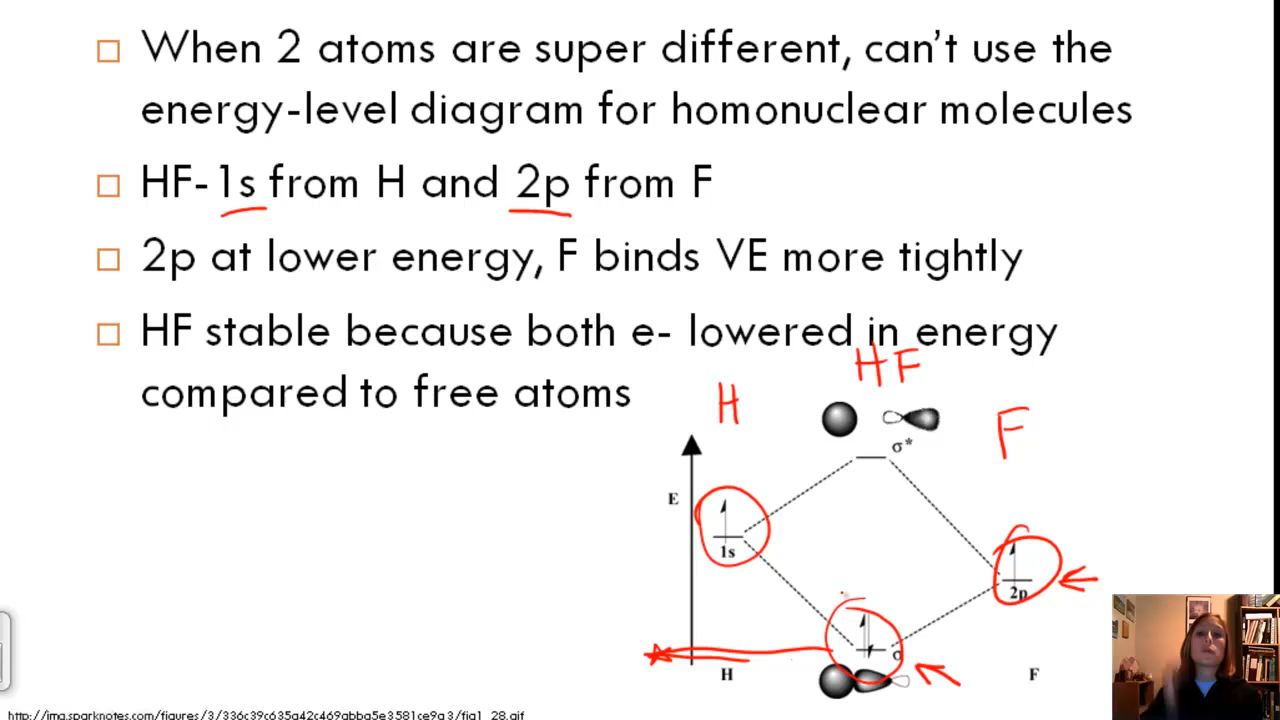 When 2 atoms are super different, can't use the
energy-level diagram for homonuclear molecules
HF- 1s from H and 2p from F
2p at lower energy, F binds VE more tightly
HF stable because both e- lowered in energy
compared to free atoms
HF
H
F
σ*
E
1s
2p
σ
H
F
http://img.sparknotes.com/figures/3/336c39c635a42c469abba5e3581ce9a3/fig1_28.gif